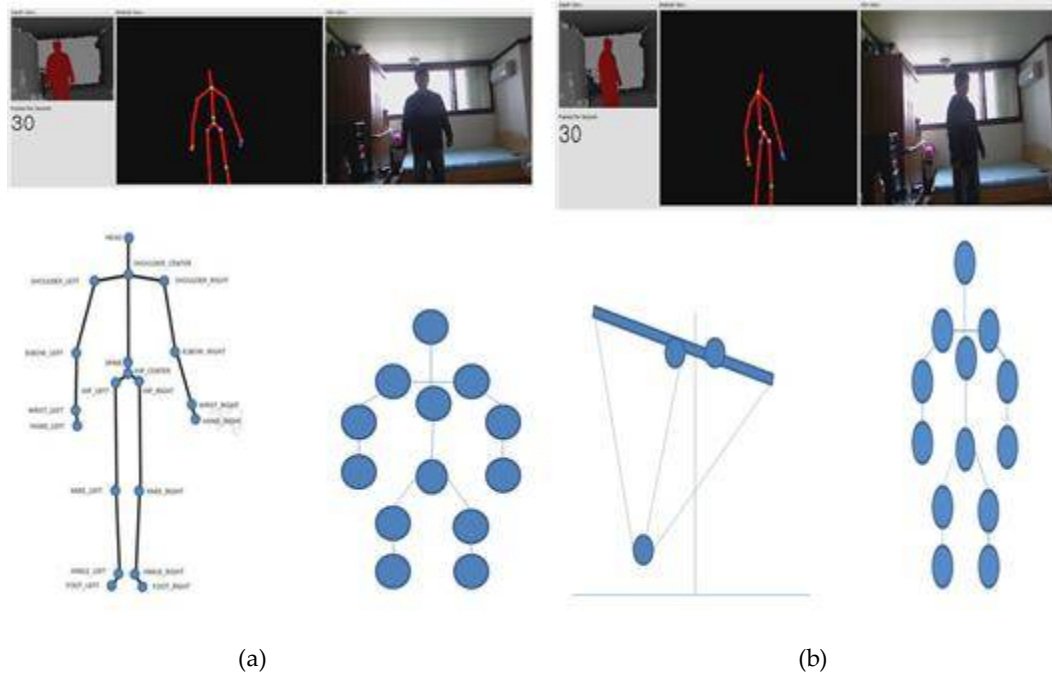 30
30
HEAD
SHOULDER_CENTER
SHOULDER_LEFT
SHOULDER_RIGHT
ELBOW_LEFT
ELBOW_RIGHT
SPINE
HIP_CENTER
HIP_LEFT
HIP_RIGHT
WRIST_LEFT
WRIST_RIGHT
HAND_LEFT
HAND_RIGHT
KNEE_LEFT
KNEE_RIGHT
ANKLE_LEFT
ANKLE_RIGHT
FOOT_LEFT
FOOT_RIGHT
(a)
(b)